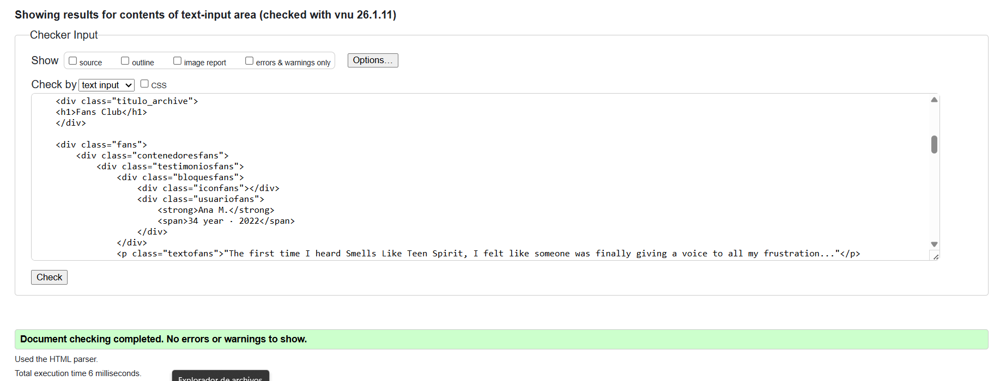 Showing results for contents of text-input area (checked with vnu 26.1.11)
Checker Input
Show source outline image report errors & warnings only Options...
Check by text input CSS
<div class="titulo_archive">
<h1>Fans Club</h1>
</div>
<div class="fans">
<div class="contenedoresfans">
<div class="testimoniosfans">
<div class="bloquesfans">
<div class="iconfans"></div>
<div class="usuariofans">
<strong>Ana M.</strong>
<span>34 year · 2022</span>
</div>
</div>
<p class="textofans">"The first time I heard Smells Like Teen Spirit, I felt like someone was finally giving a voice to all my frustration..."</p>
Check
Document checking completed. No errors or warnings to show.
Used the HTML parser.
Total execution time 6 milliseconds.
Explorador de archivos